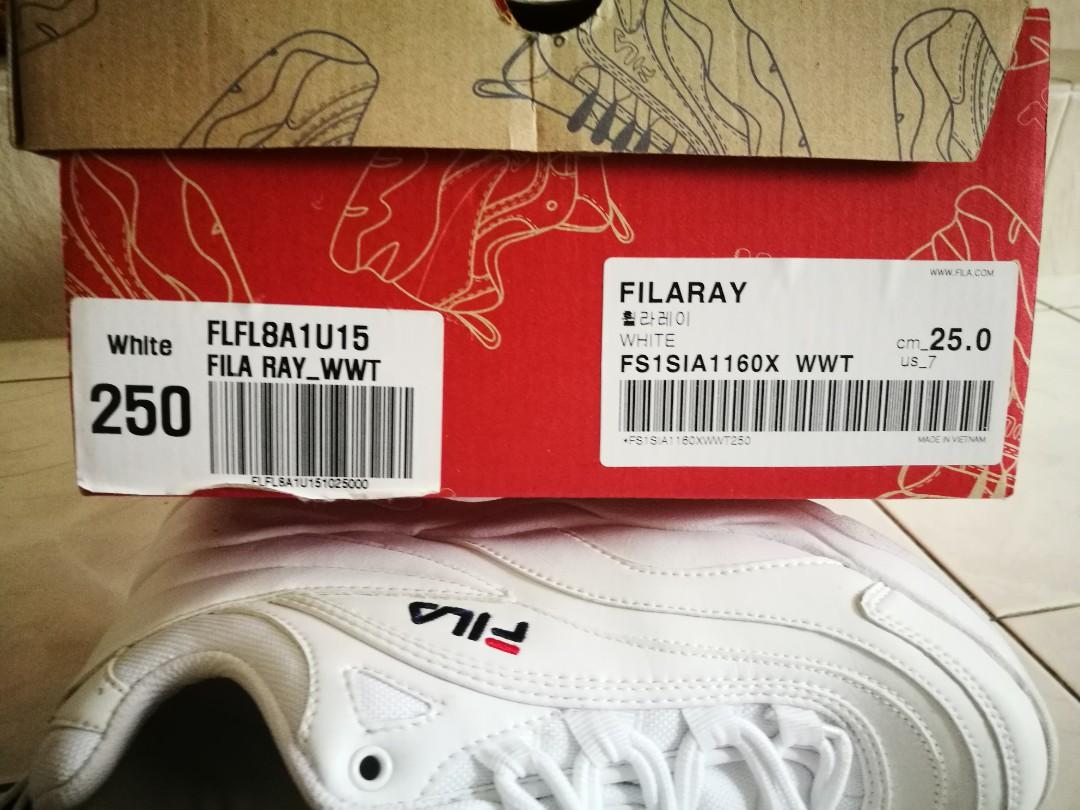 White
250
FLFL8A1U15
FILA RAY_WWT
FLFL8A1U151025000
WWW.FILA.COM
FILARAY
휠라레이
WHITE
cm_25.0
us_7
FS1SIA1160X WWT
*FS1SIA1160XWWT250
MADE IN VIETNAM
FILA